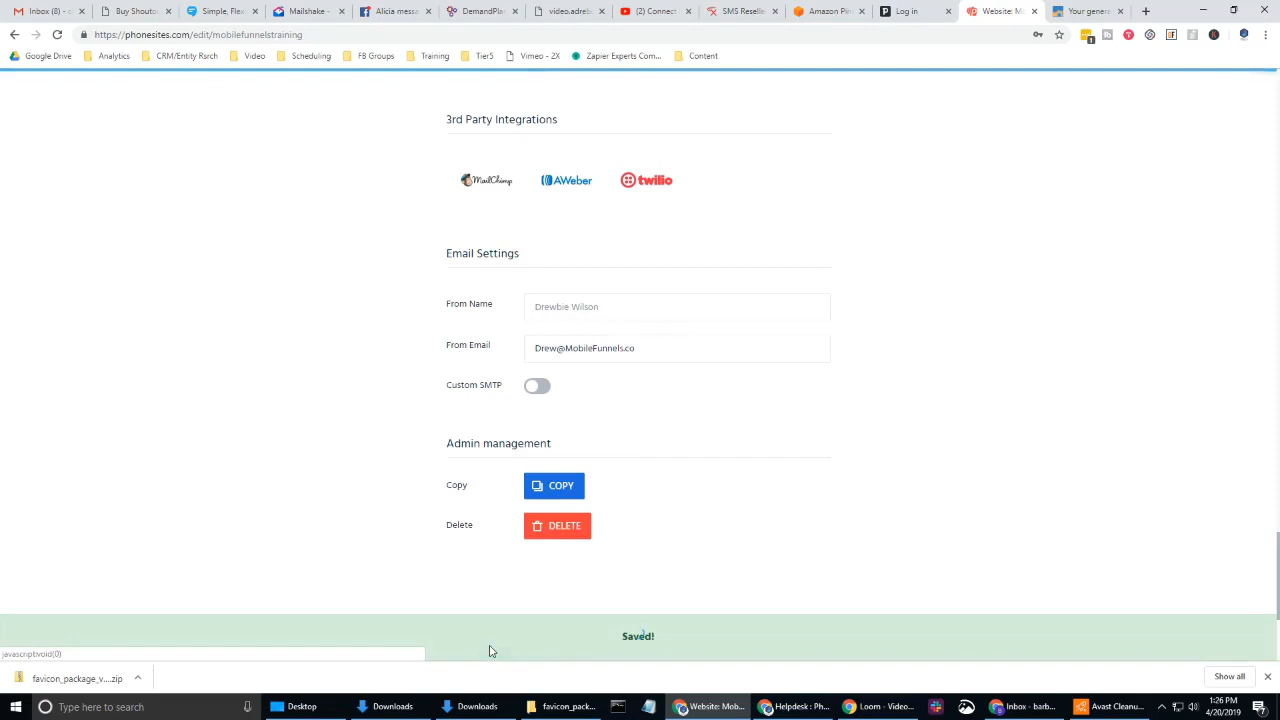 Inbox (8) - c
Buy Shoutou
Simple, Flex
Mailshake -
Alicia messa
DemandPla
video.adreb
(2) Connect
SMS Reselle
Amazon Pin
Log in
Website: M
Your gener
https://phonesites.com/edit/mobilefunnelstraining
Google Drive
Analytics
CRM/Entity Rsrch
Video
Scheduling
FB Groups
Training
Tier5
Vimeo - 2X
Zapier Experts Com...
Content
3rd Party Integrations
MailChimp
AWeber
twilio
Email Settings
From Name
Drewbie Wilson
From Email
Drew@MobileFunnels.co
Custom SMTP
Admin management
Copy
COPY
Delete
DELETE
Saved!
javascript:void(0)
favicon_package_v....zip
Show all
Type here to search
Desktop
Downloads
Downloads
favicon_pack...
Website: Mob...
Helpdesk : Ph...
Loom - Video...
Inbox - barb...
Avast Cleanu...
1:26 PM
4/20/2019